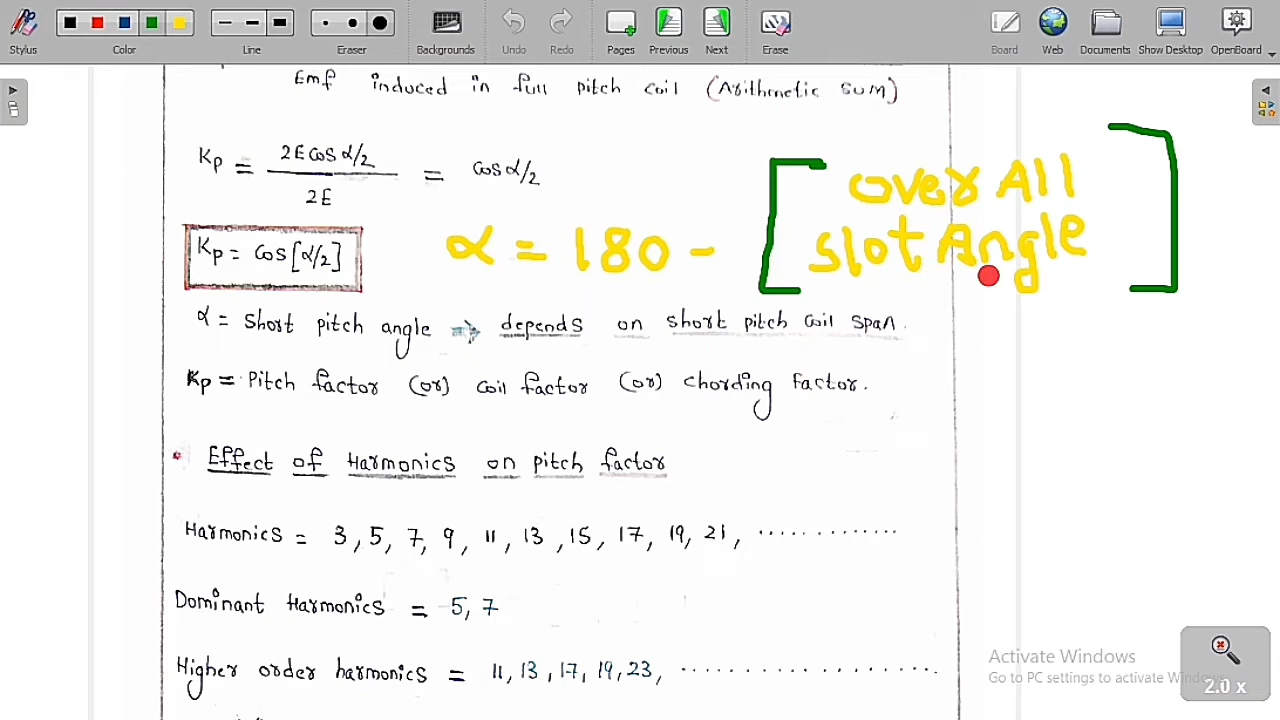 Stylus Color Line Eraser Backgrounds Undo Redo Pages Previous Next Erase Board Web Documents Show Desktop OpenBoard
Emf induced in full pitch coil (Arithmetic sum)
Kp = 2E cos α/2 / 2E = cos α/2
Kp = cos[α/2]
α = 180 - [over All slot Angle]
α = short pitch angle ⇒ depends on short pitch coil span.
Kp = Pitch factor (or) coil factor (or) chording Factor.
* Effect of Harmonics on pitch factor
Harmonics = 3, 5, 7, 9, 11, 13, 15, 17, 19, 21, ..............
Dominant Harmonics = 5, 7
Higher order harmonics = 11, 13, 17, 19, 23, ....................
Activate Windows
Go to PC settings to activate Windows.
2.0 x